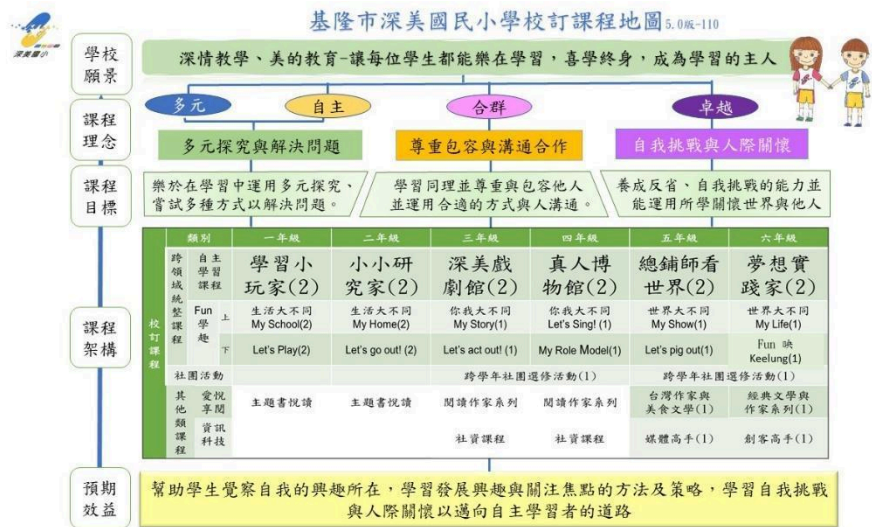 基隆市深美國民小學校訂課程地圖5.0版-110
深美國小
學校
願景
深情教學、美的教育-讓每位學生都能樂在學習，喜學終身，成為學習的主人
課程
理念
多元
自主
合群
卓越
多元探究與解決問題
尊重包容與溝通合作
自我挑戰與人際關懷
課程
目標
樂於在學習中運用多元探究、
嘗試多種方式以解決問題。
學習同理並尊重與包容他人
並運用合適的方式與人溝通。
養成反省、自我挑戰的能力並
能運用所學關懷世界與他人
課程
架構
校訂課程
類別
一年級
二年級
三年級
四年級
五年級
六年級
跨領域統整課程
自主
學習
課程
學習小
玩家(2)
小小研
究家(2)
深美戲
劇館(2)
真人博
物館(2)
總鋪師看
世界(2)
夢想實
踐家(2)
Fun
學
趣
上
生活大不同
My School(2)
生活大不同
My Home(2)
你我大不同
My Story(1)
你我大不同
Let's Sing! (1)
世界大不同
My Show(1)
世界大不同
My Life(1)
下
Let's Play(2)
Let's go out! (2)
Let's act out! (1)
My Role Model(1)
Let's pig out(1)
Fun 映
Keelung(1)
社團活動
跨學年社團選修活動(1)
跨學年社團選修活動(1)
其他類課程
愛悅
享閱
主題書悅讀
主題書悅讀
閱讀作家系列
閱讀作家系列
台灣作家與
美食文學(1)
經典文學與
作家系列(1)
資訊
科技
社資課程
社資課程
媒體高手(1)
創客高手(1)
預期
效益
幫助學生覺察自我的興趣所在，學習發展興趣與關注焦點的方法及策略，學習自我挑戰
與人際關懷以邁向自主學習者的道路